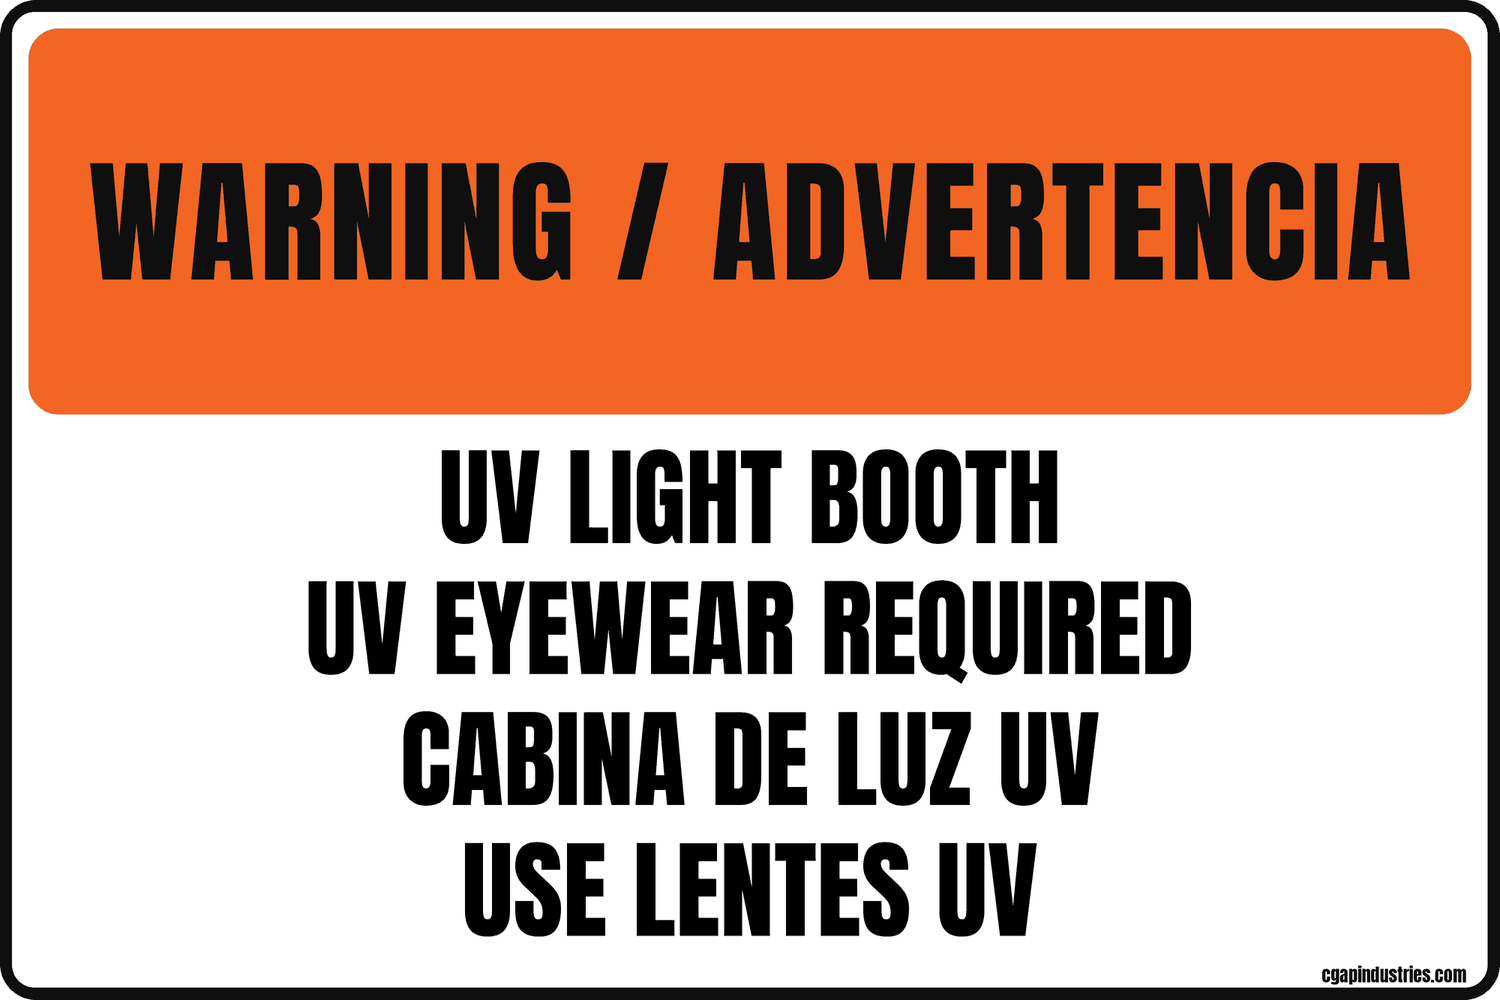 WARNING / ADVERTENCIA
UV LIGHT BOOTH
UV EYEWEAR REQUIRED
CABINA DE LUZ UV
USE LENTES UV
cgapindustries.com